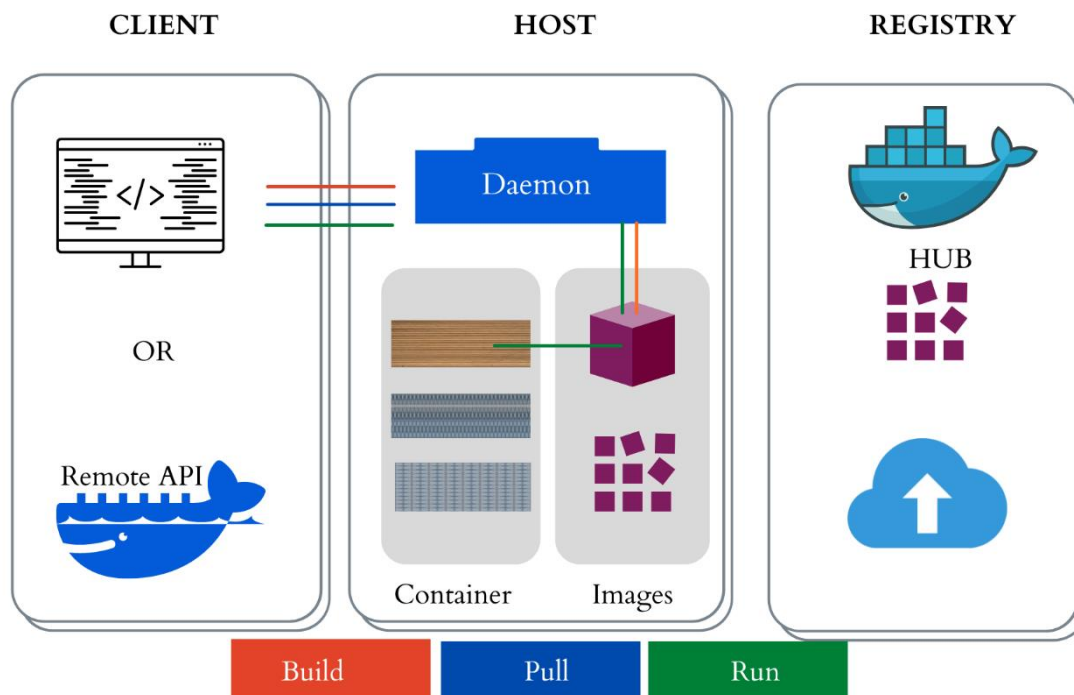 CLIENT
HOST
REGISTRY
</>
Daemon
HUB
OR
Remote API
Container
Images
Build
Pull
Run